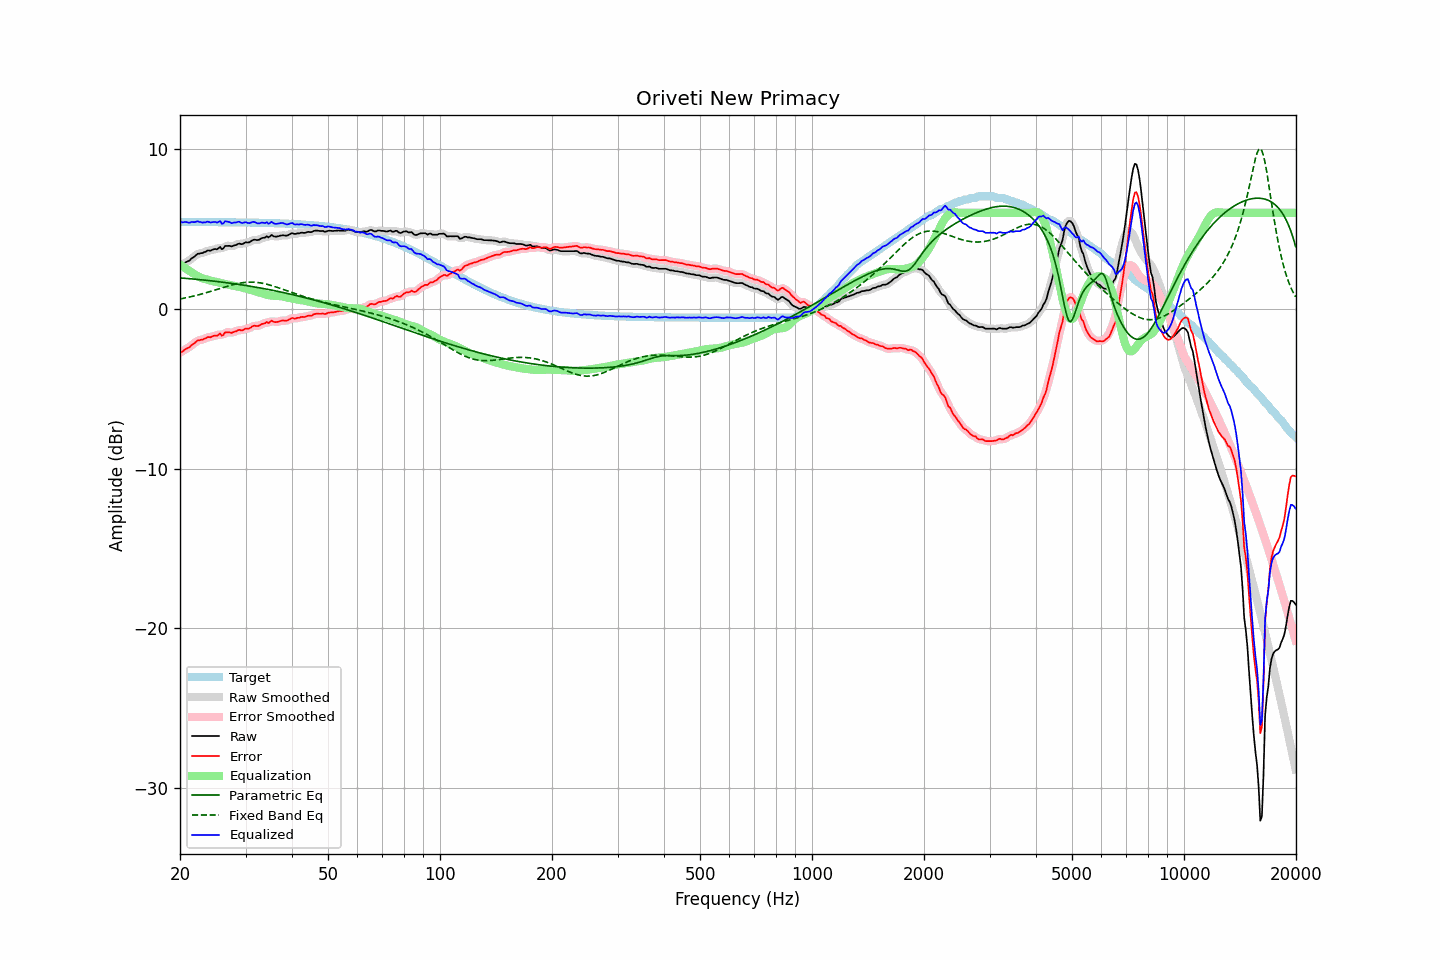 Oriveti New Primacy
10
0
−10
−20
−30
Amplitude (dBr)
20
50
100
200
500
1000
2000
5000
10000
20000
Frequency (Hz)
Target
Raw Smoothed
Error Smoothed
Raw
Error
Equalization
Parametric Eq
Fixed Band Eq
Equalized